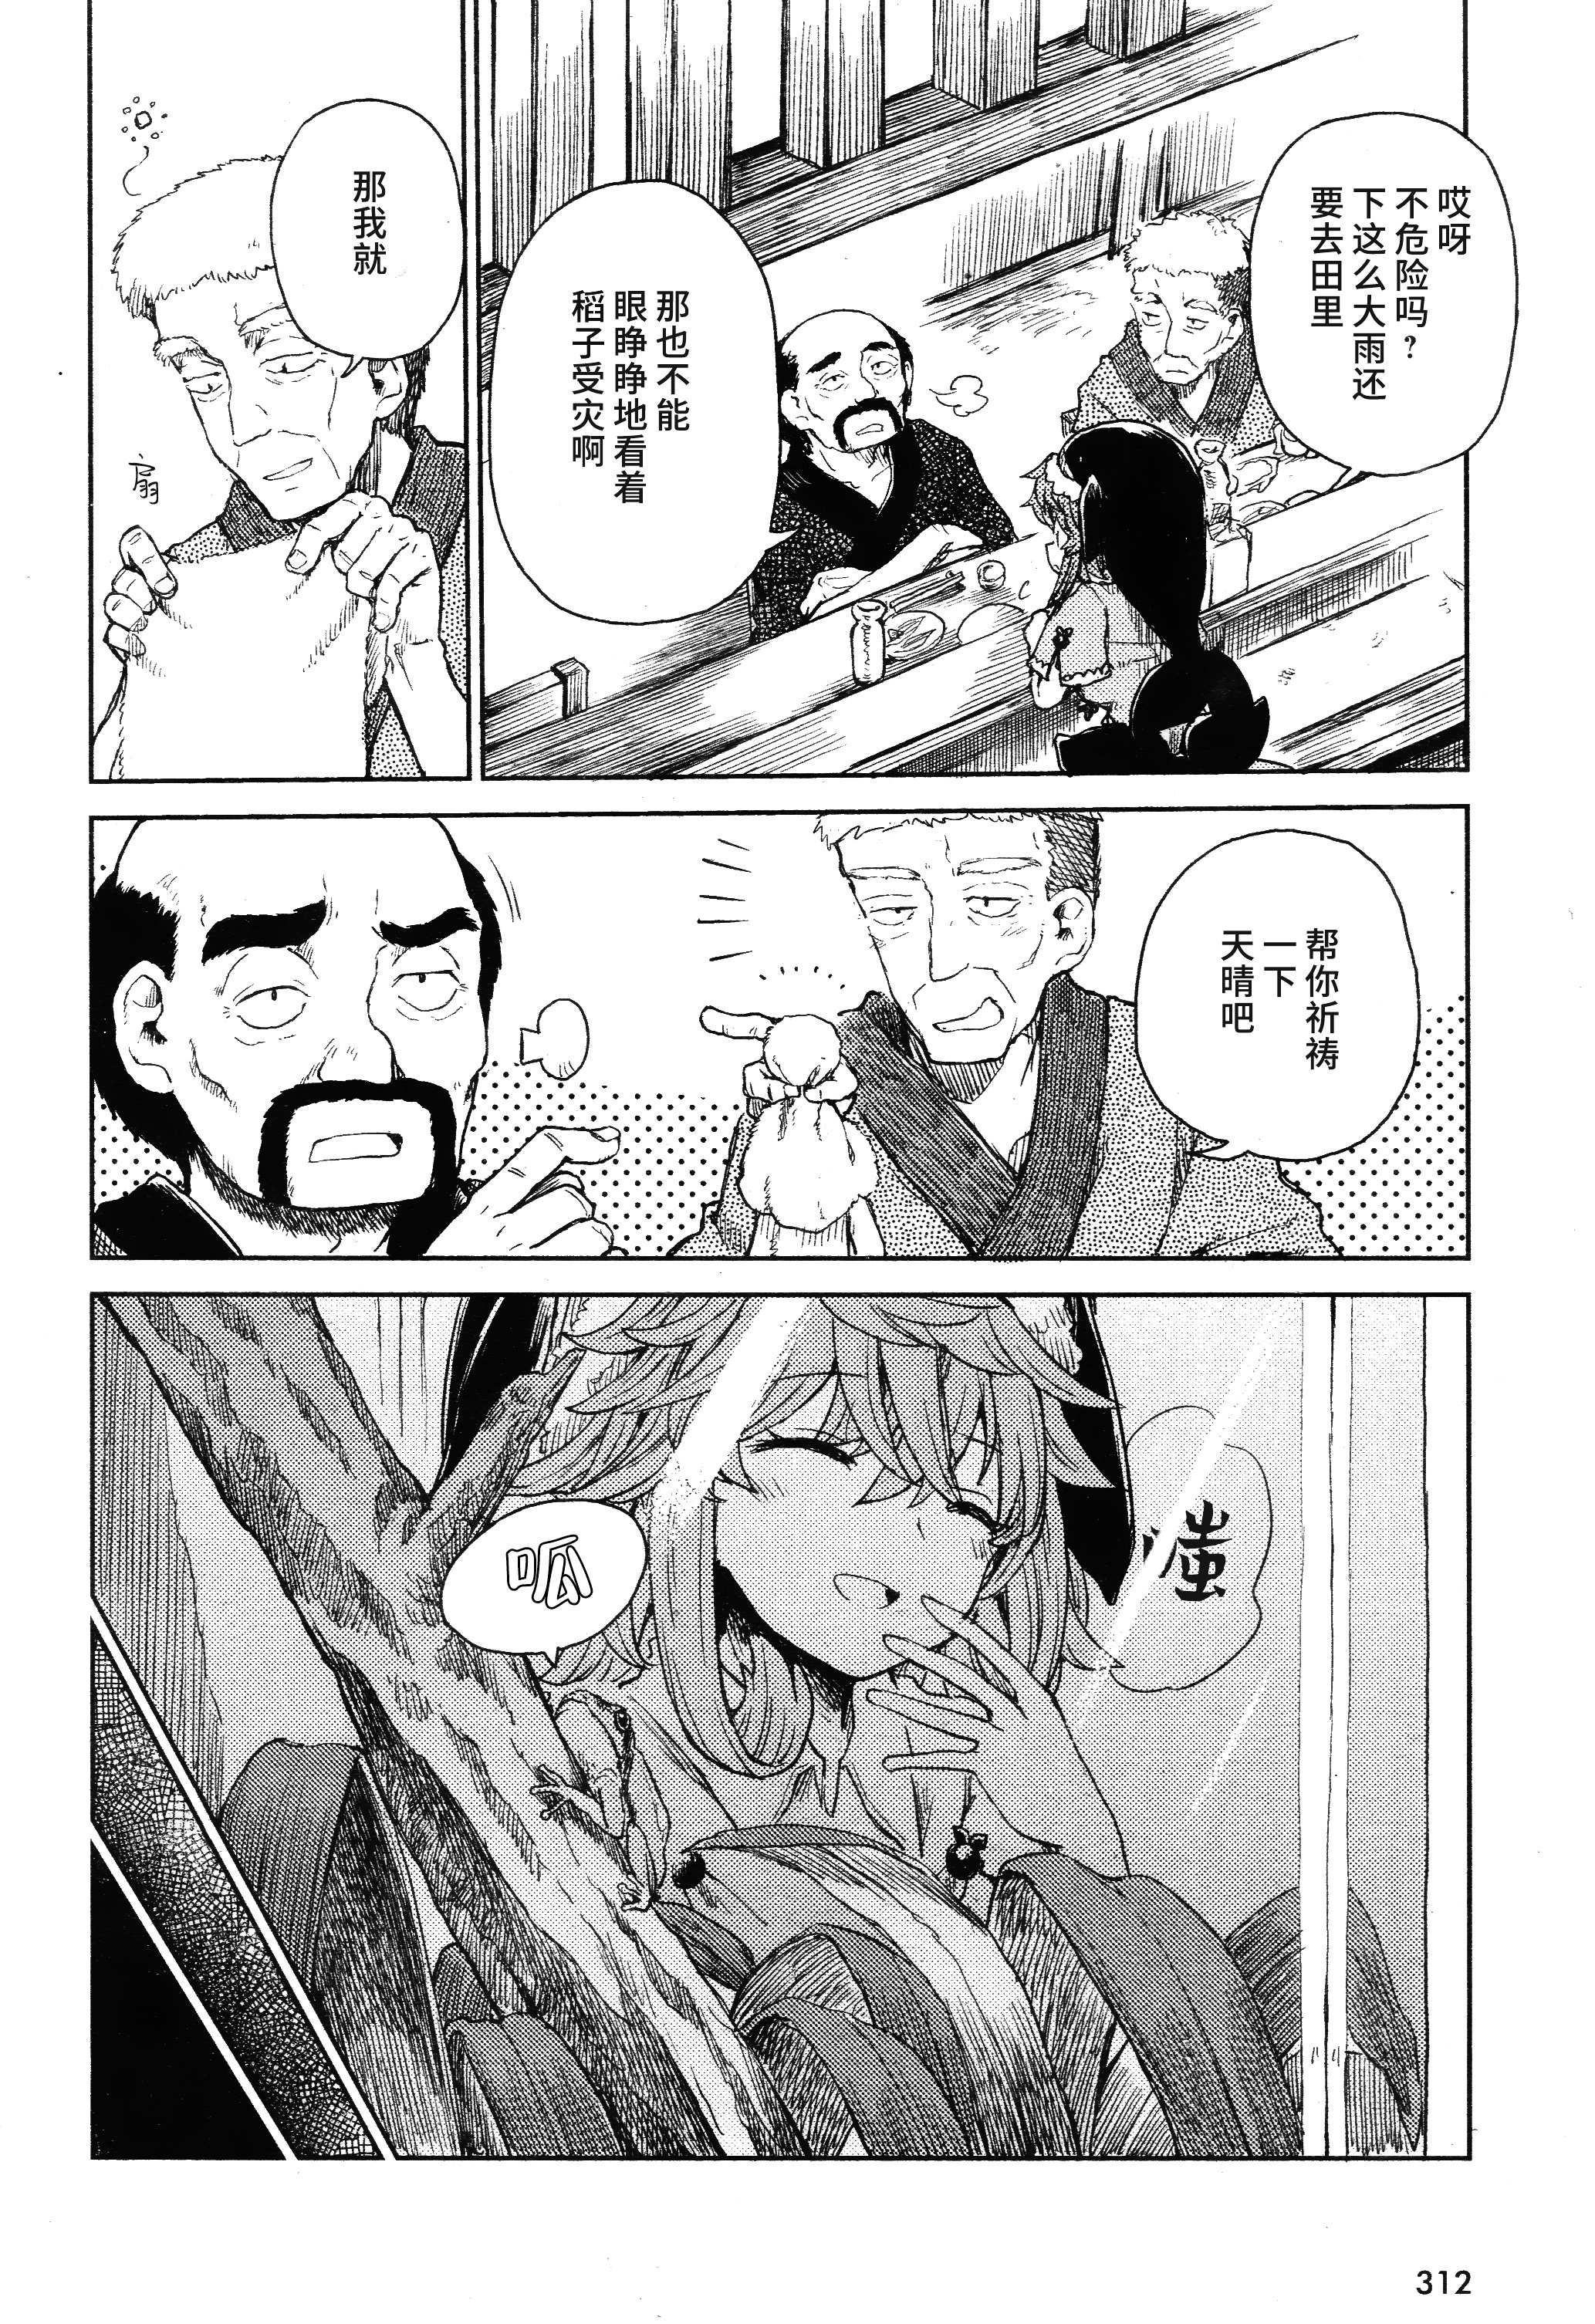 哎呀
不危险吗？
下这么大雨还
要去田里
那也不能
眼睁睁地看着
稻子受灾啊
那我就
扇
帮你祈祷
一下
天晴吧
呱
312